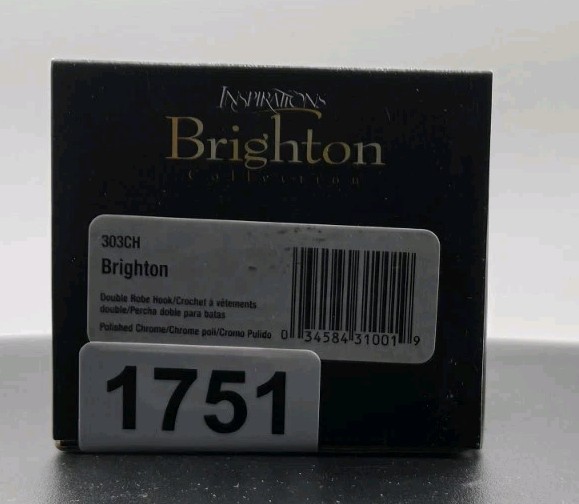 INSPIRATIONS
Brighton
Collection
303CH
Brighton
Double Robe Hook/Crochet à vêtements
double/Percha doble para batas
Polished Chrome/Chrome poli/Cromo Pulido
0 34584 31001 9
1751